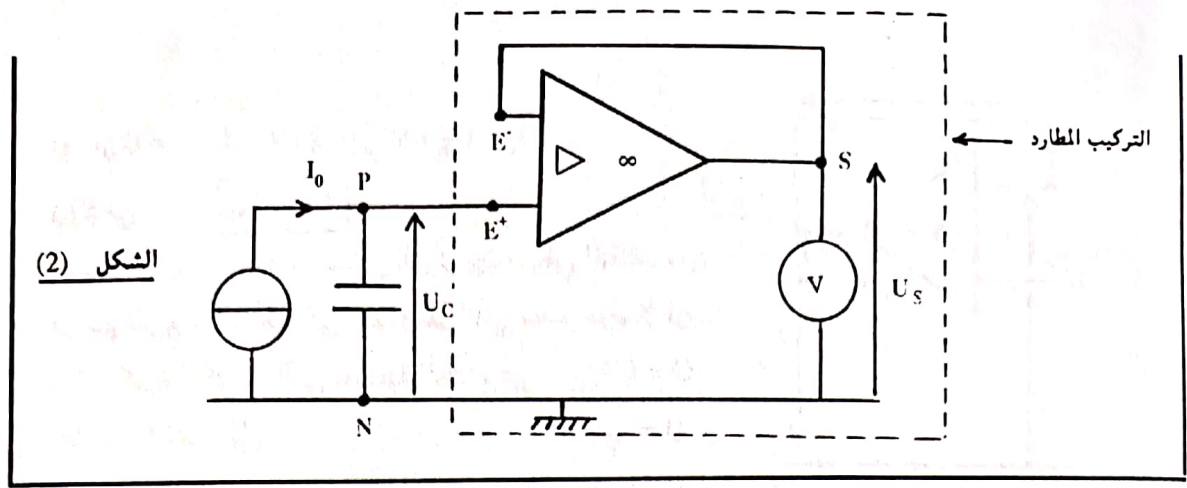 التركيب المطارد
E⁻
▷ ∞
S
I₀
P
E⁺
الشكل (2)
U_C
V
U_S
N